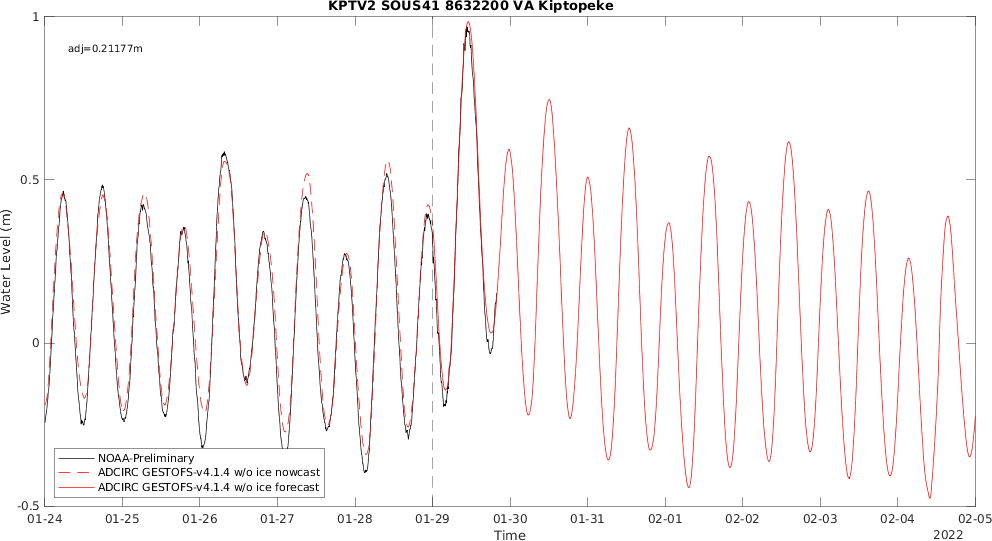 KPTV2 SOUS41 8632200 VA Kiptopeke
adj=0.21177m
Water Level (m)
1
0.5
0
-0.5
NOAA-Preliminary
ADCIRC GESTOFS-v4.1.4 w/o ice nowcast
ADCIRC GESTOFS-v4.1.4 w/o ice forecast
01-24 01-25 01-26 01-27 01-28 01-29 01-30 01-31 02-01 02-02 02-03 02-04 02-05
Time
2022